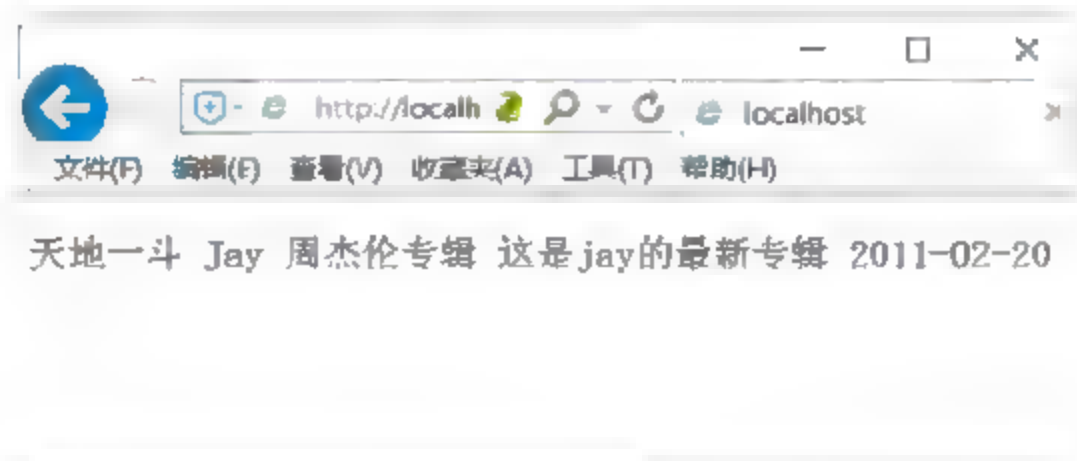 http://localh localhost
文件(F) 编辑(E) 查看(V) 收藏夹(A) 工具(T) 帮助(H)
天地一斗 Jay 周杰伦专辑 这是jay的最新专辑 2011-02-20